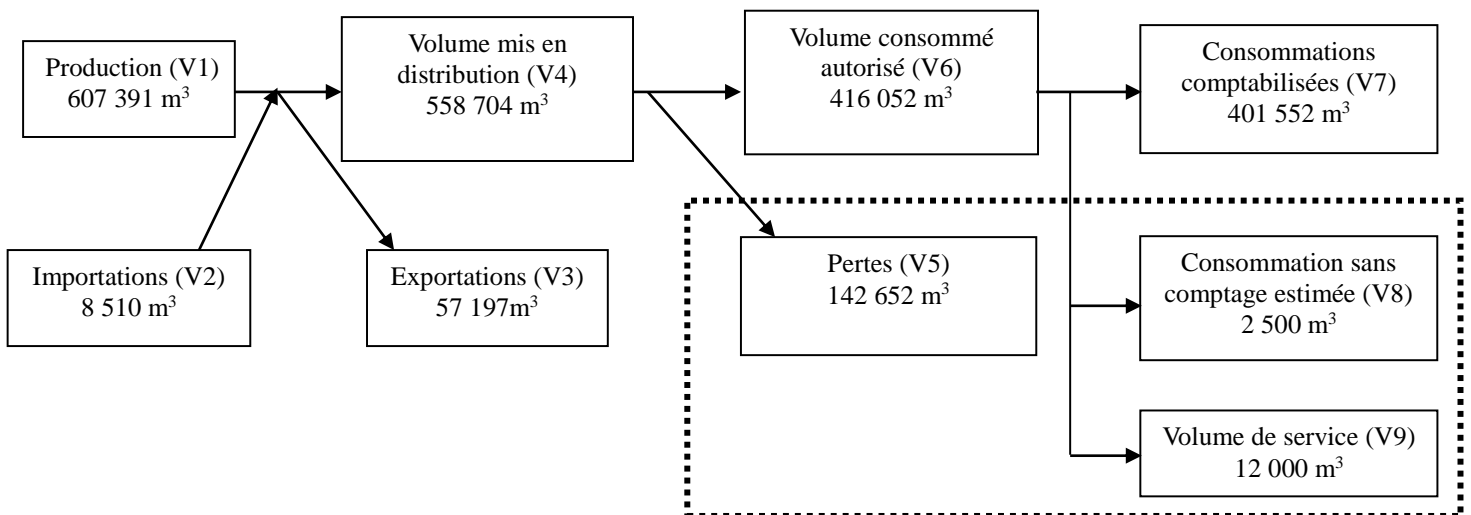 Production (V1)
607 391 m³
Volume mis en
distribution (V4)
558 704 m³
Volume consommé
autorisé (V6)
416 052 m³
Consommations
comptabilisées (V7)
401 552 m³
Importations (V2)
8 510 m³
Exportations (V3)
57 197m³
Pertes (V5)
142 652 m³
Consommation sans
comptage estimée (V8)
2 500 m³
Volume de service (V9)
12 000 m³